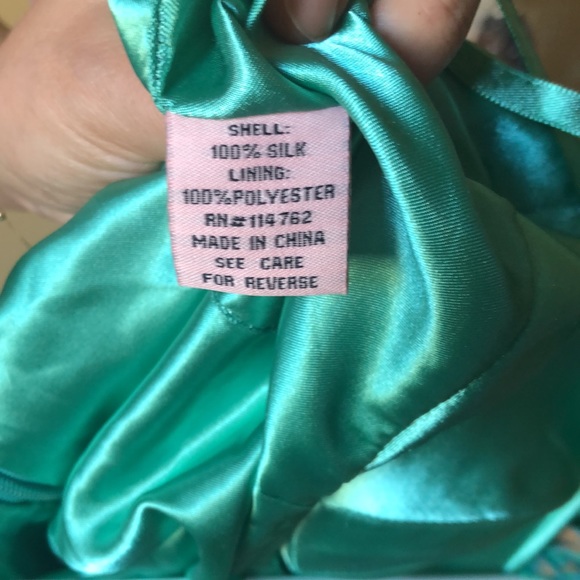 SHELL:
100% SILK
LINING:
100%POLYESTER
RN#114762
MADE IN CHINA
SEE CARE
FOR REVERSE